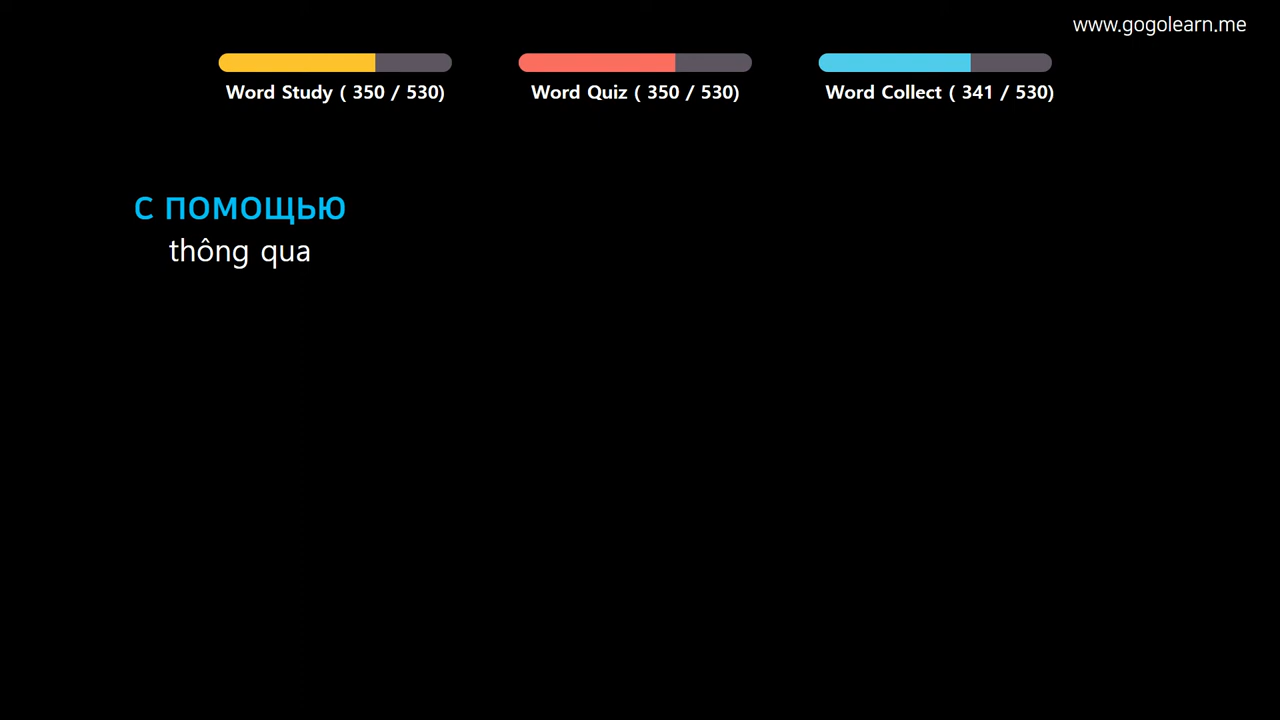 www.gogolearn.me
Word Study ( 350 / 530)
Word Quiz ( 350 / 530)
Word Collect ( 341 / 530)
с помощью
thông qua